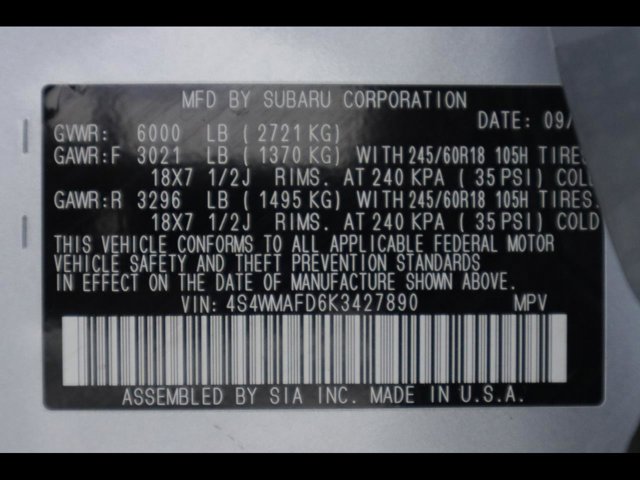 MFD BY SUBARU CORPORATION
DATE: 09/
GVWR: 6000 LB ( 2721 KG)
GAWR:F 3021 LB ( 1370 KG) WITH 245/60R18 105H TIRES
18X7 1/2J RIMS. AT 240 KPA ( 35 PSI) COLD
GAWR:R 3296 LB ( 1495 KG) WITH 245/60R18 105H TIRES.
18X7 1/2J RIMS. AT 240 KPA ( 35 PSI) COLD
THIS VEHICLE CONFORMS TO ALL APPLICABLE FEDERAL MOTOR
VEHICLE SAFETY AND THEFT PREVENTION STANDARDS
IN EFFECT ON THE DATE OF MANUFACTURE SHOWN ABOVE.
VIN: 4S4WMAFD6K3427890 MPV
ASSEMBLED BY SIA INC. MADE IN U.S.A.